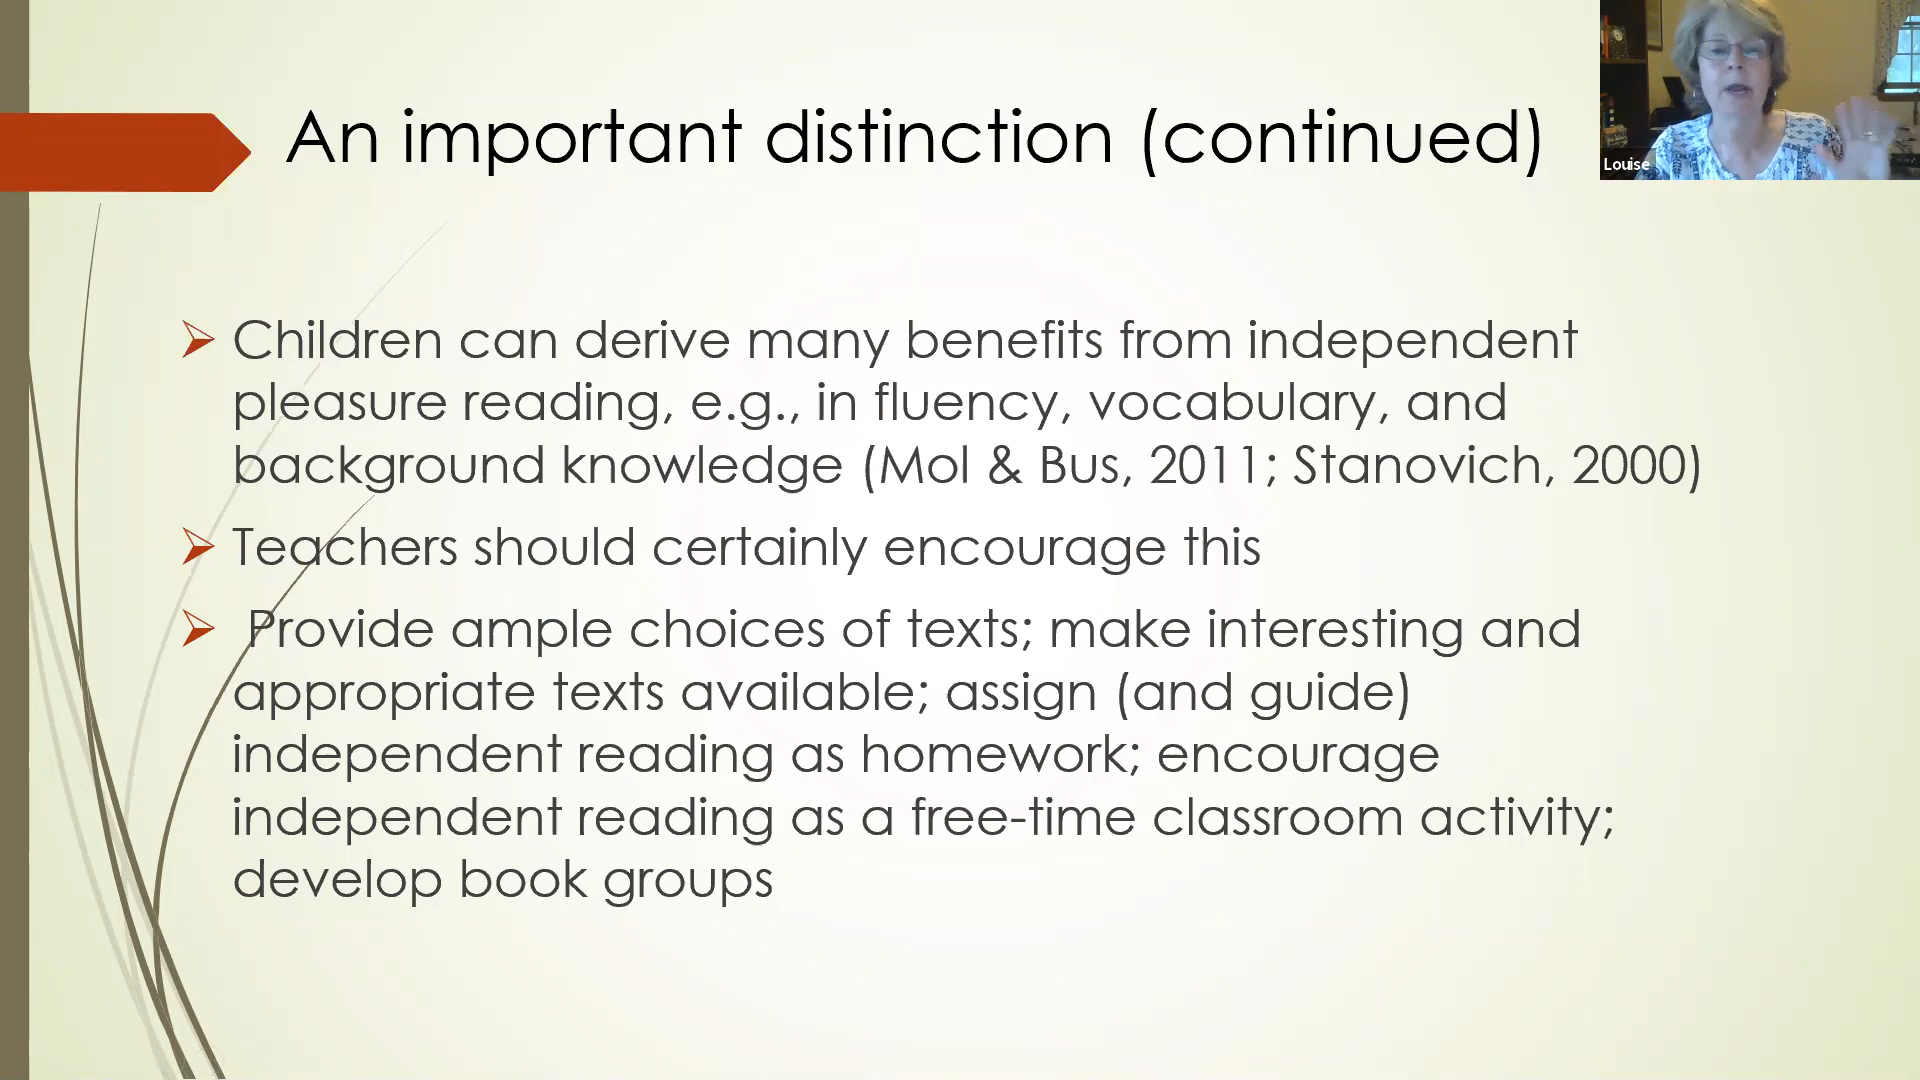 An important distinction (continued)
Louise
Children can derive many benefits from independent
pleasure reading, e.g., in fluency, vocabulary, and
background knowledge (Mol & Bus, 2011; Stanovich, 2000)
Teachers should certainly encourage this
Provide ample choices of texts; make interesting and
appropriate texts available; assign (and guide)
independent reading as homework; encourage
independent reading as a free-time classroom activity;
develop book groups